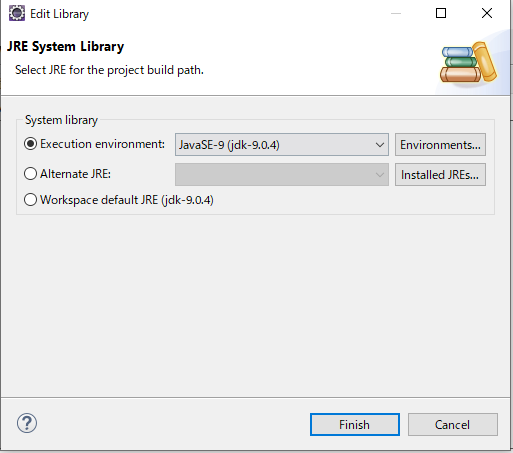 Edit Library
JRE System Library
Select JRE for the project build path.
System library
Execution environment: JavaSE-9 (jdk-9.0.4) Environments...
Alternate JRE: Installed JREs...
Workspace default JRE (jdk-9.0.4)
? Finish Cancel